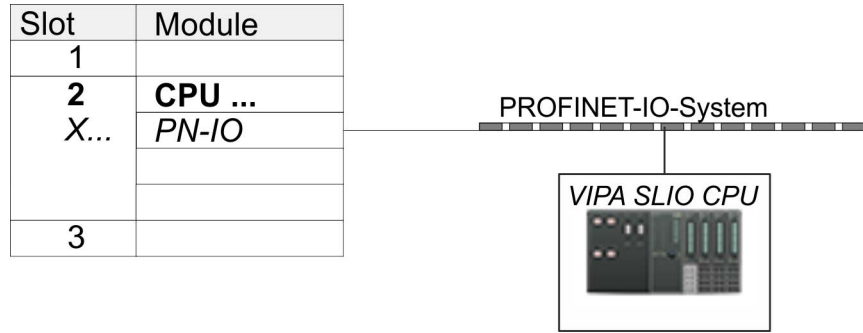 Slot Module
1
2 CPU ...
X... PN-IO
3
PROFINET-IO-System
VIPA SLIO CPU